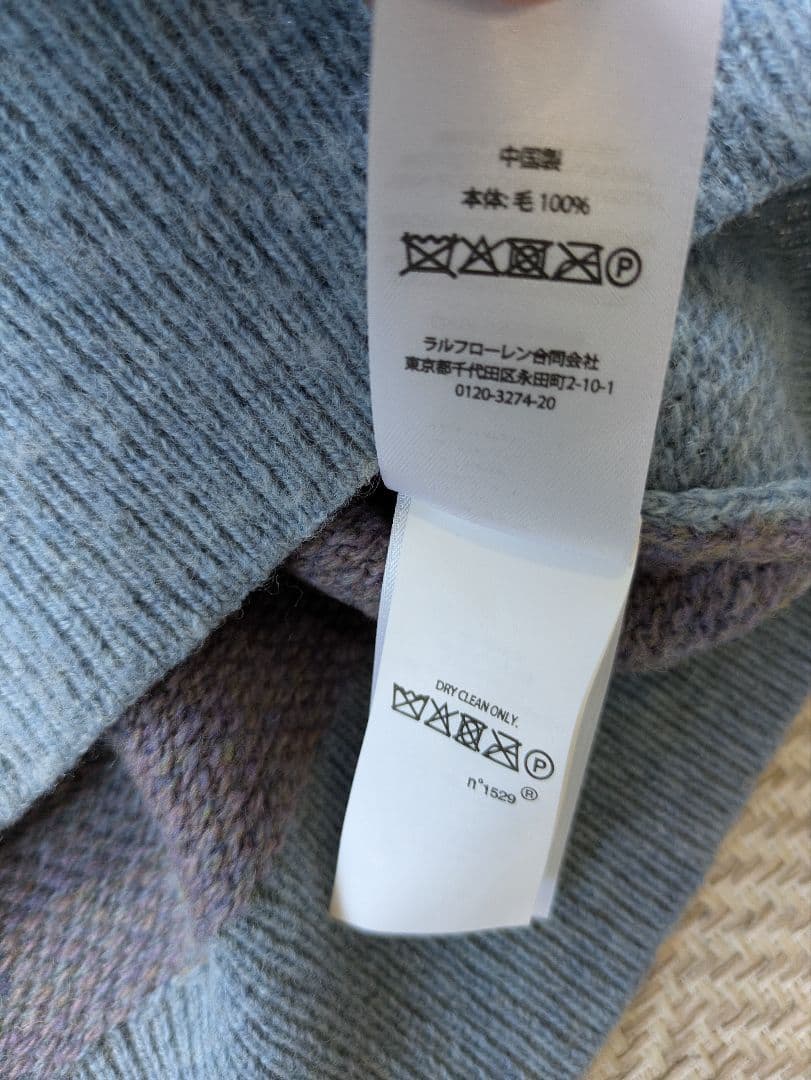 中国製
本体: 毛 100%
P
ラルフローレン合同会社
東京都千代田区永田町2-10-1
0120-3274-20
DRY CLEAN ONLY.
P
n°1529 ®